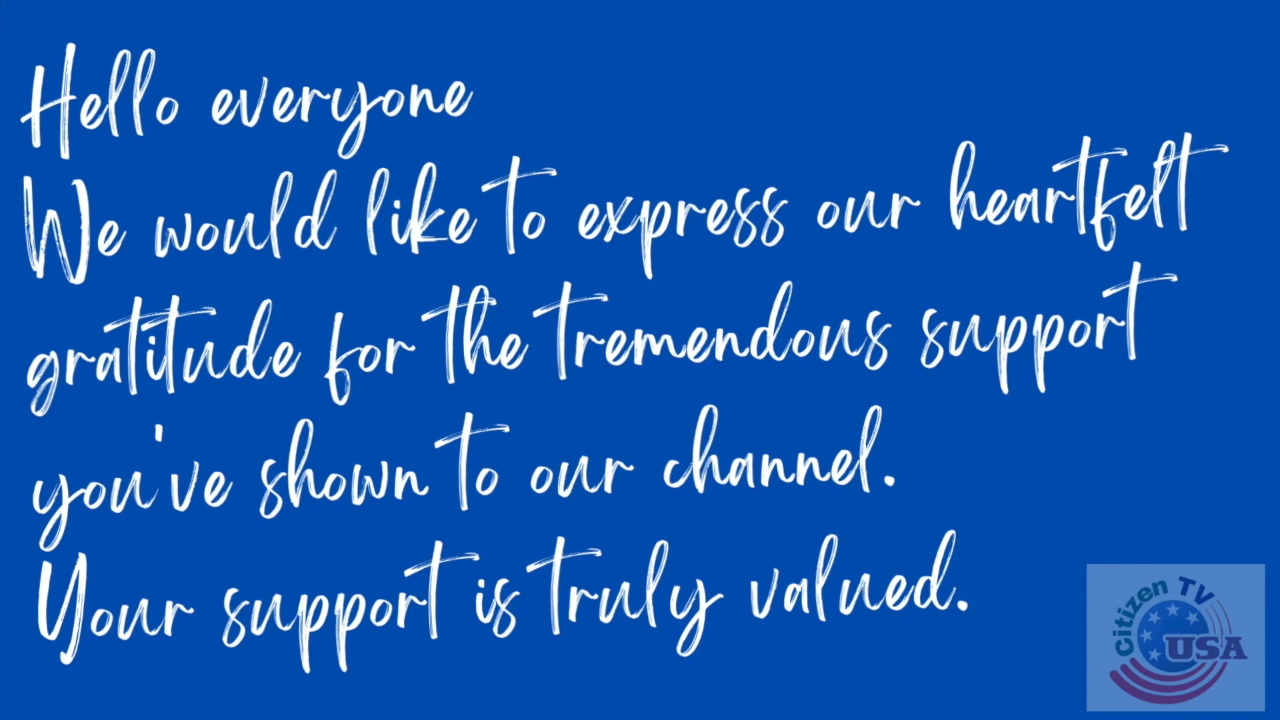 Hello everyone
We would like to express our heartfelt
gratitude for the tremendous support
you've shown to our channel.
Your support is truly valued.
Citizen TV
USA